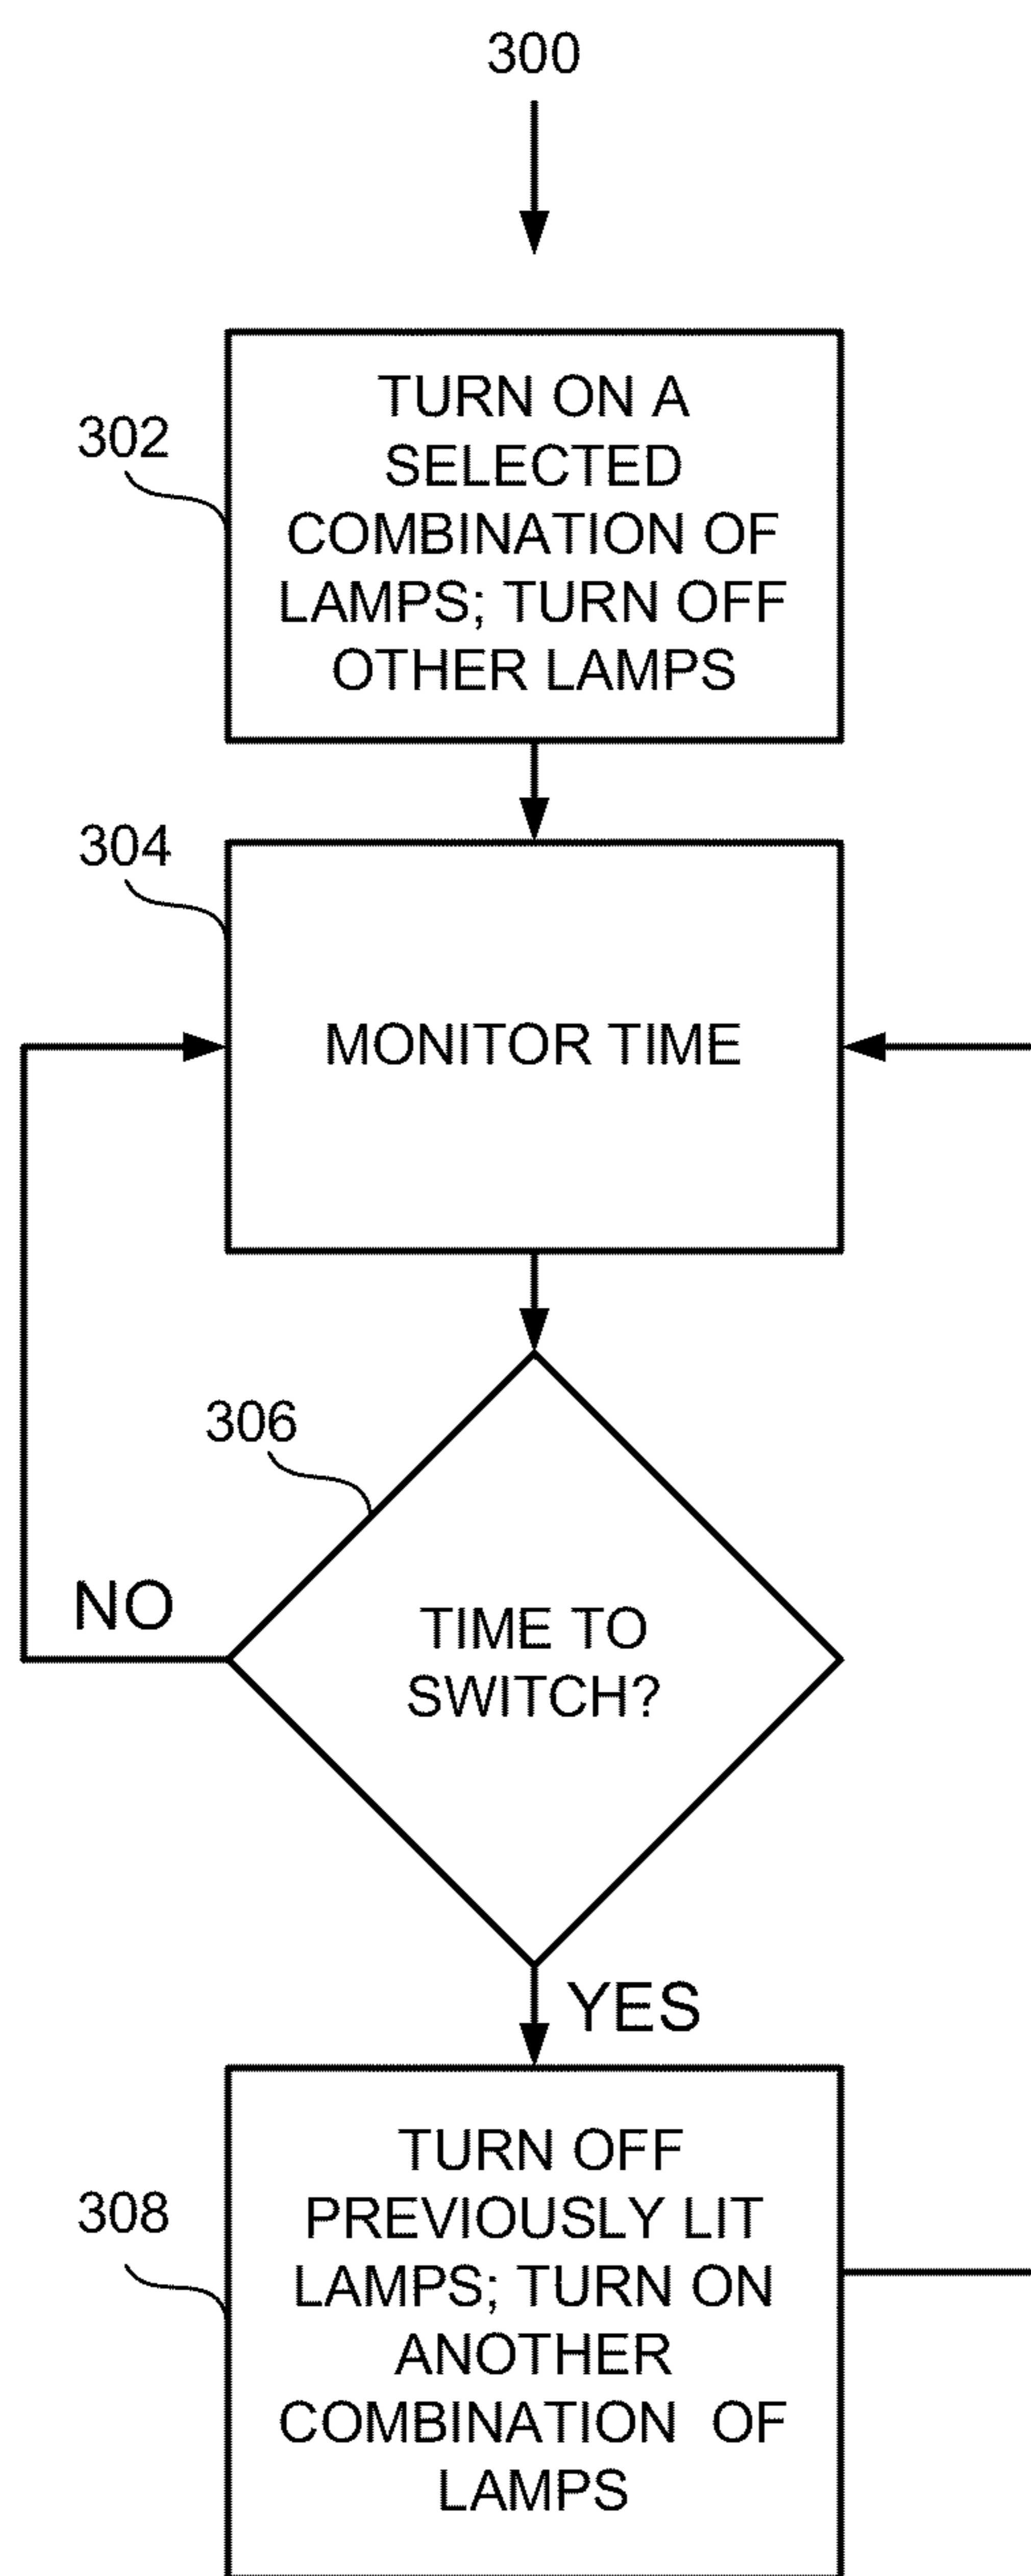 300
302
TURN ON A
SELECTED
COMBINATION OF
LAMPS; TURN OFF
OTHER LAMPS
304
MONITOR TIME
306
NO
TIME TO
SWITCH?
YES
308
TURN OFF
PREVIOUSLY LIT
LAMPS; TURN ON
ANOTHER
COMBINATION OF
LAMPS